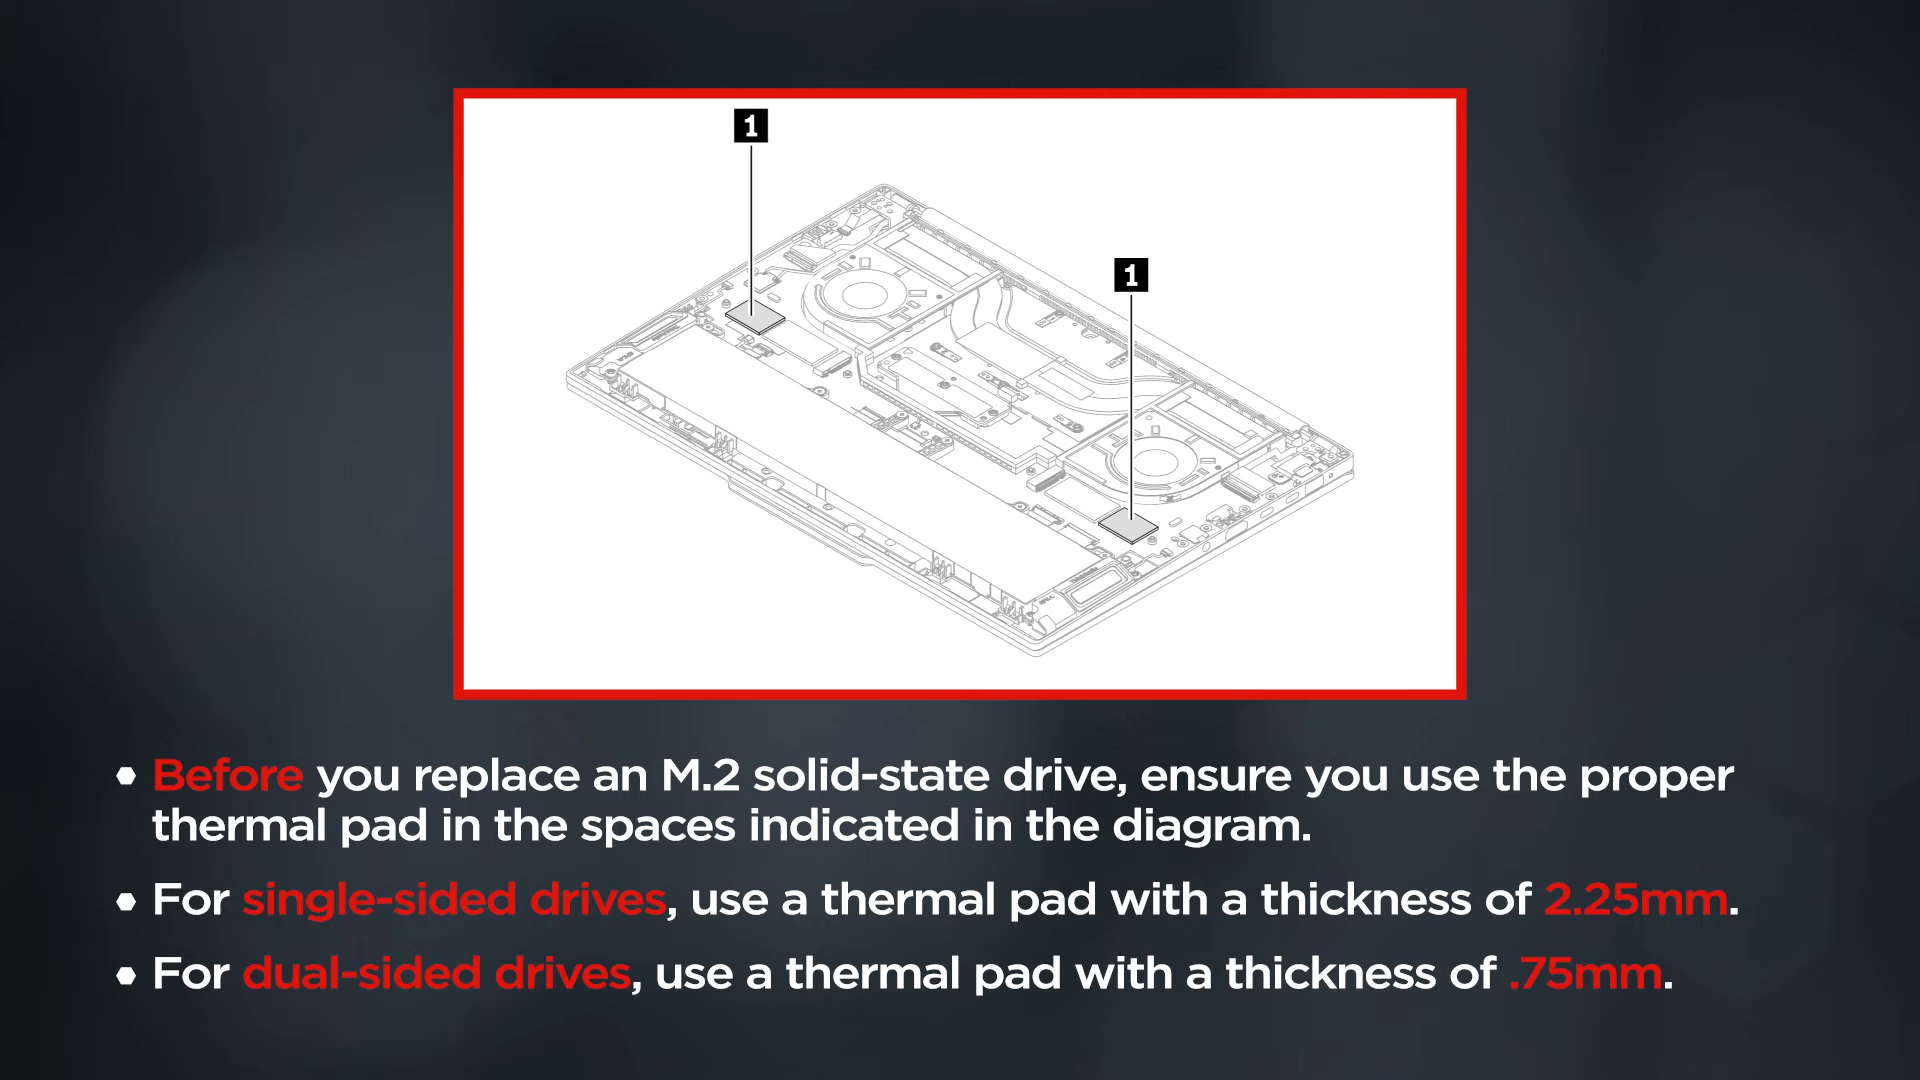 1
1
Before you replace an M.2 solid-state drive, ensure you use the proper
thermal pad in the spaces indicated in the diagram.
For single-sided drives, use a thermal pad with a thickness of 2.25mm.
For dual-sided drives, use a thermal pad with a thickness of .75mm.